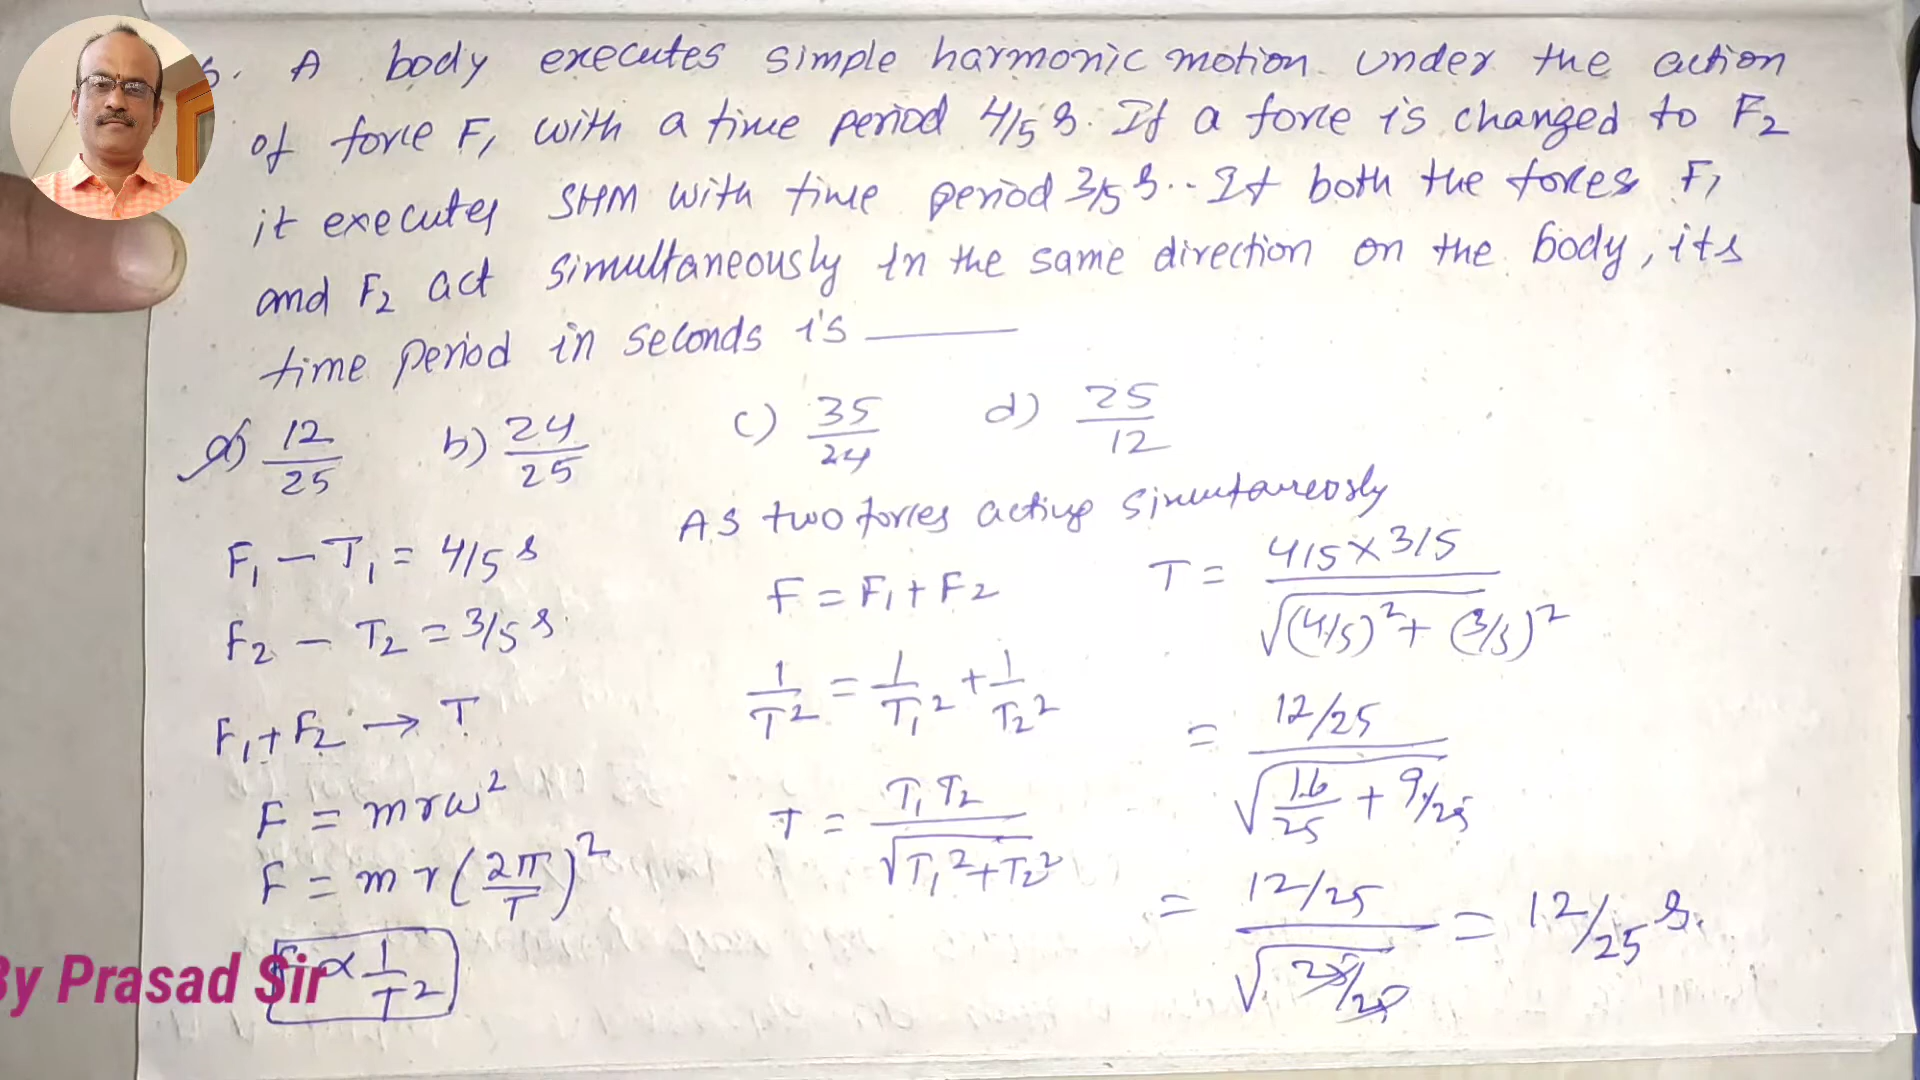 6. A body executes simple harmonic motion under the action
of force F₁ with a time period 4/5 s. If a force is changed to F₂
it executes SHM with time period 3/5 s.. If both the forces F₁
and F₂ act simultaneously in the same direction on the body, its
time period in seconds is ______
a) 12/25 b) 24/25 c) 35/24 d) 25/12
F₁ – T₁ = 4/5 s
F₂ – T₂ = 3/5 s.
F₁ + F₂ → T
F = mrω²
F = mr(2π/T)²
∝ 1/T²
As two forces acting simultaneously
F = F₁ + F₂
1/T² = 1/T₁² + 1/T₂²
T = T₁T₂/√(T₁² + T₂²)
T = 4/5 × 3/5 / √((4/5)² + (3/5)²)
= 12/25 / √(16/25 + 9/25)
= 12/25 / √(25/25) = 12/25 s.
By Prasad Sir